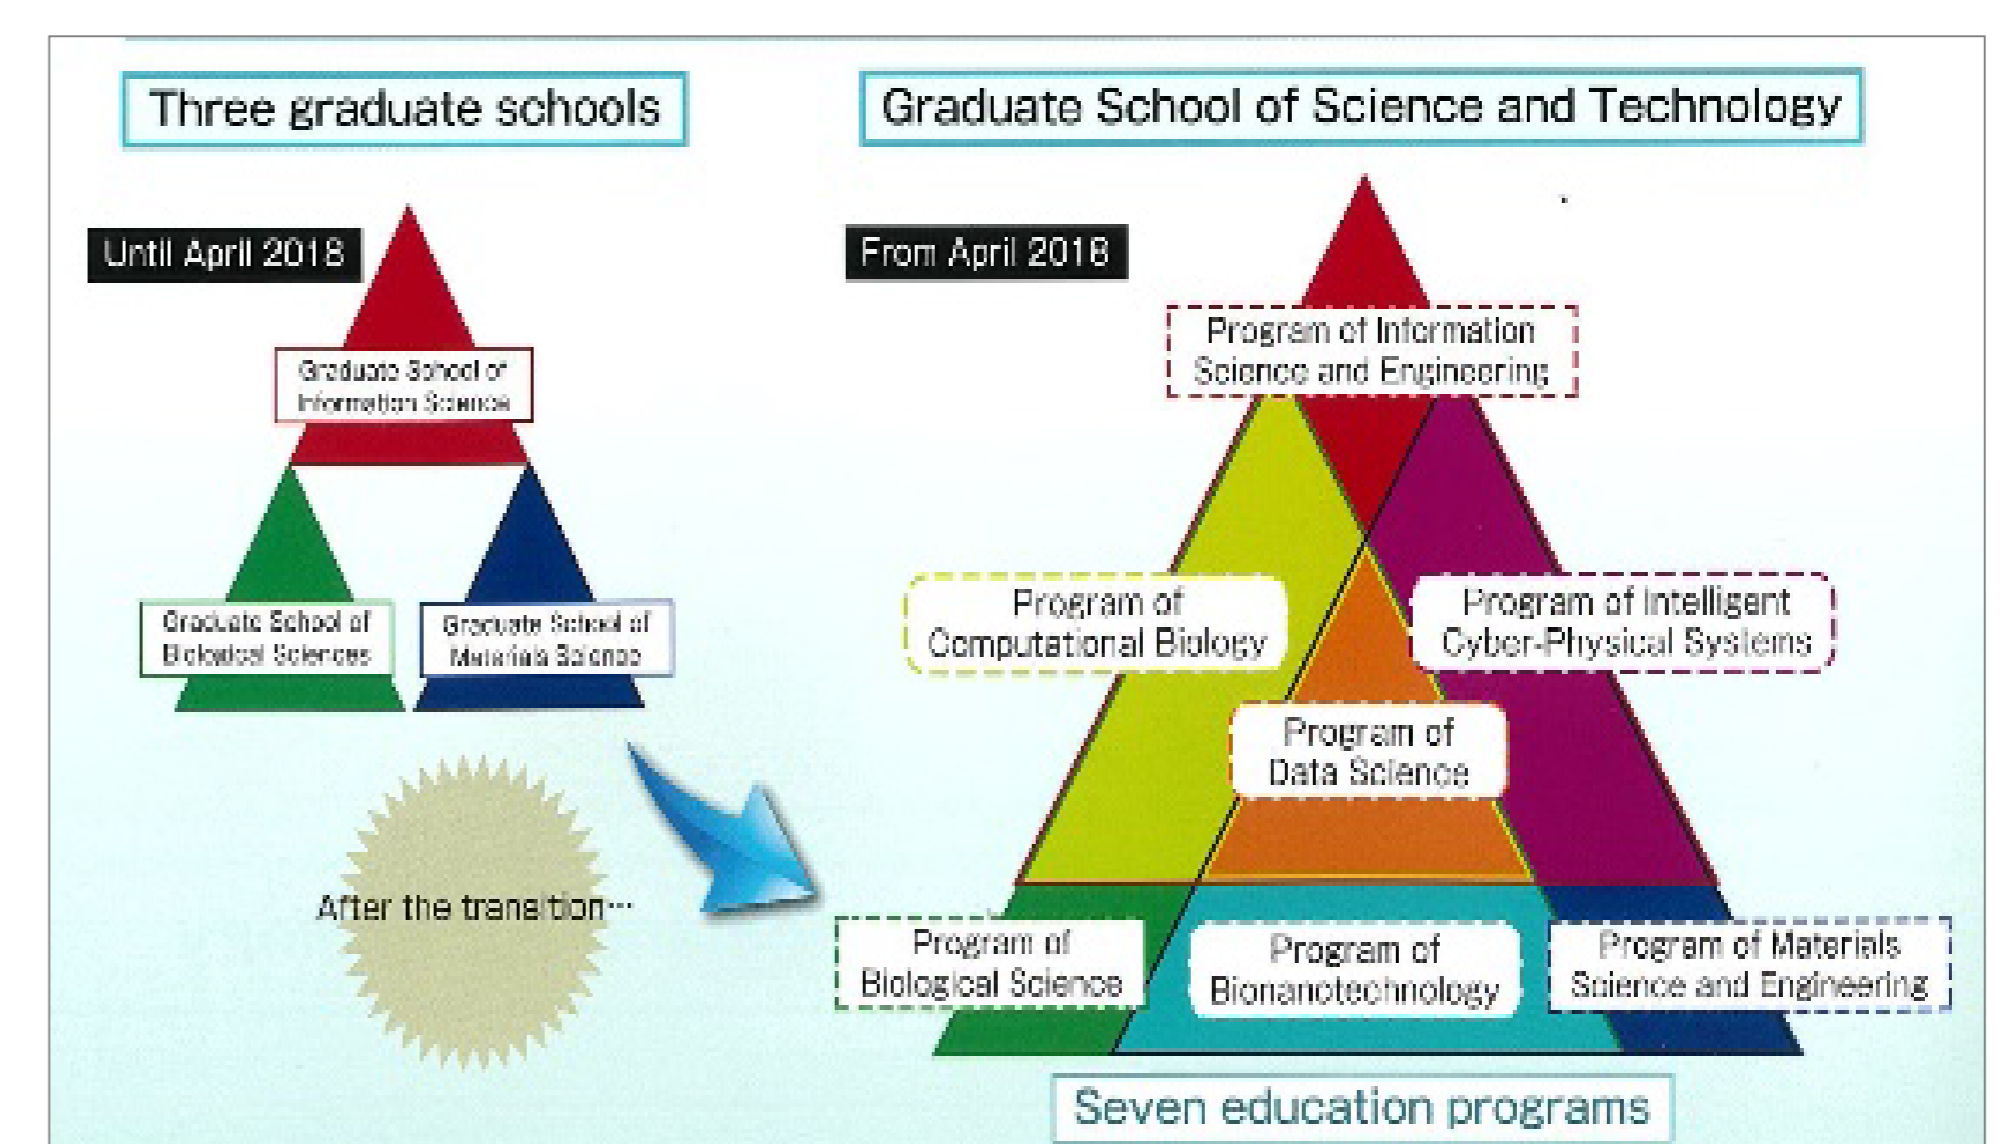 Three graduate schools
Graduate School of Science and Technology
Until April 2018
From April 2018
Graduate School of
Information Science
Graduate School of
Biological Sciences
Graduate School of
Materials Science
After the transition…
Program of Information
Science and Engineering
Program of
Computational Biology
Program of Intelligent
Cyber-Physical Systems
Program of
Data Science
Program of
Biological Science
Program of
Bionanotechnology
Program of Materials
Science and Engineering
Seven education programs